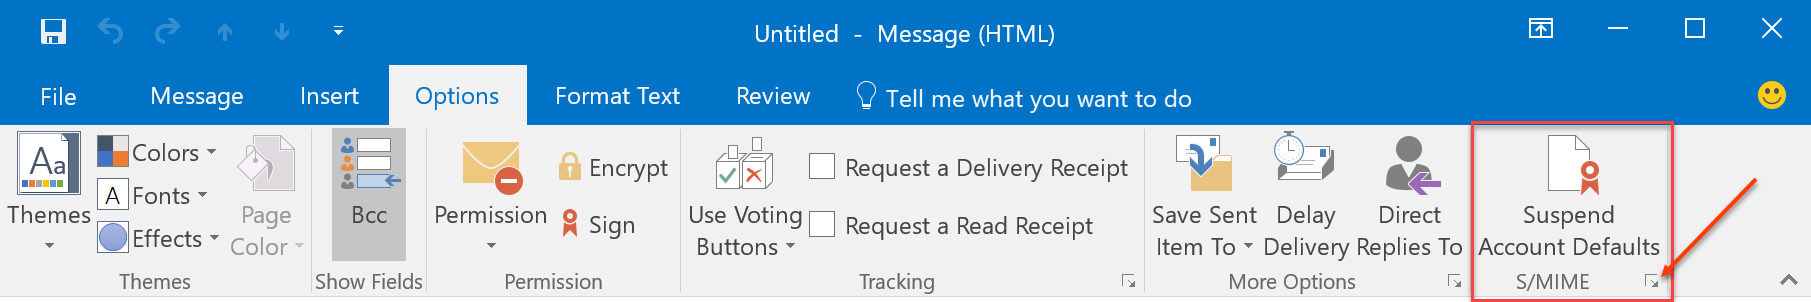 Untitled - Message (HTML)
File Message Insert Options Format Text Review Tell me what you want to do
Aa
Themes
Colors
A Fonts
Effects
Page
Color
Themes
Bcc
Show Fields
Permission
Encrypt
Sign
Permission
Use Voting
Buttons
Request a Delivery Receipt
Request a Read Receipt
Tracking
Save Sent
Item To
Delay
Delivery
Direct
Replies To
More Options
Suspend
Account Defaults
S/MIME